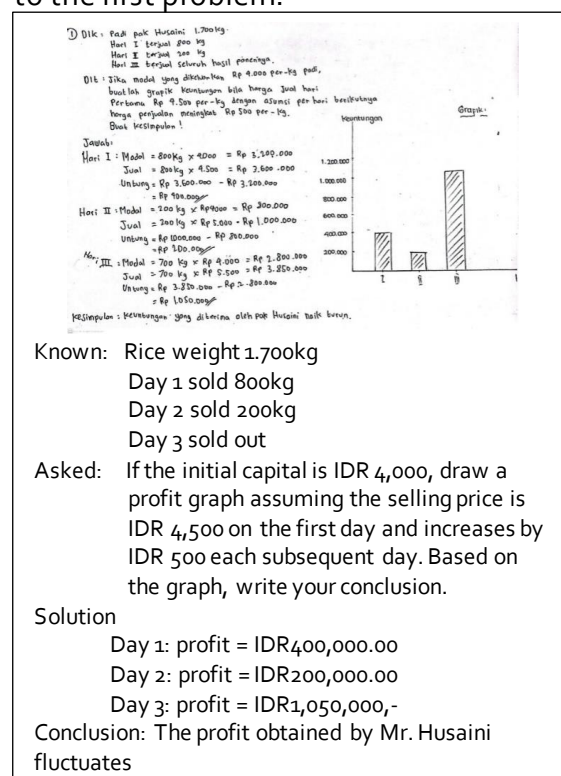 to the first problem.
① Dik : Padi pak Husaini 1.700kg.
Hari I terjual 800 kg
Hari II terjual 200 kg
Hari III terjual seluruh hasil panennya.
Dit : Jika modal yang dikeluarkan Rp 4.000 per-kg padi,
buatlah grafik keuntungan bila harga jual hari
Pertama Rp 4.500 per-kg dengan asumsi per hari berikutnya
harga penjualan meningkat Rp 500 per-kg.
Buat kesimpulan !
Jawab:
Hari I : Modal = 800kg x 4000 = Rp 3.200.000
Jual = 800kg x 4.500 = Rp 3.600.000
Untung = Rp 3.600.000 - Rp 3.200.000
= Rp 400.000
Hari II : Modal = 200 kg x Rp4000 = Rp 800.000
Jual = 200 kg x Rp 5.000 = Rp 1.000.000
Untung = Rp 1000.000 - Rp 800.000
= Rp 200.000
Hari III : Modal = 700 kg x Rp 4.000 = Rp 2.800.000
Jual = 700 kg x Rp 5.500 = Rp 3.850.000
Untung = Rp 3.850.000 - Rp 2.800.000
= Rp 1.050.000
Kesimpulan : Keuntungan yang diterima oleh pak Husaini naik turun.
Grafik.
Keuntungan
1.200.000
1.000.000
800.000
600.000
400.000
200.000
I II III
Known: Rice weight 1.700kg
Day 1 sold 800kg
Day 2 sold 200kg
Day 3 sold out
Asked: If the initial capital is IDR 4,000, draw a
profit graph assuming the selling price is
IDR 4,500 on the first day and increases by
IDR 500 each subsequent day. Based on
the graph, write your conclusion.
Solution
Day 1: profit = IDR400,000.00
Day 2: profit = IDR200,000.00
Day 3: profit = IDR1,050,000,-
Conclusion: The profit obtained by Mr. Husaini
fluctuates